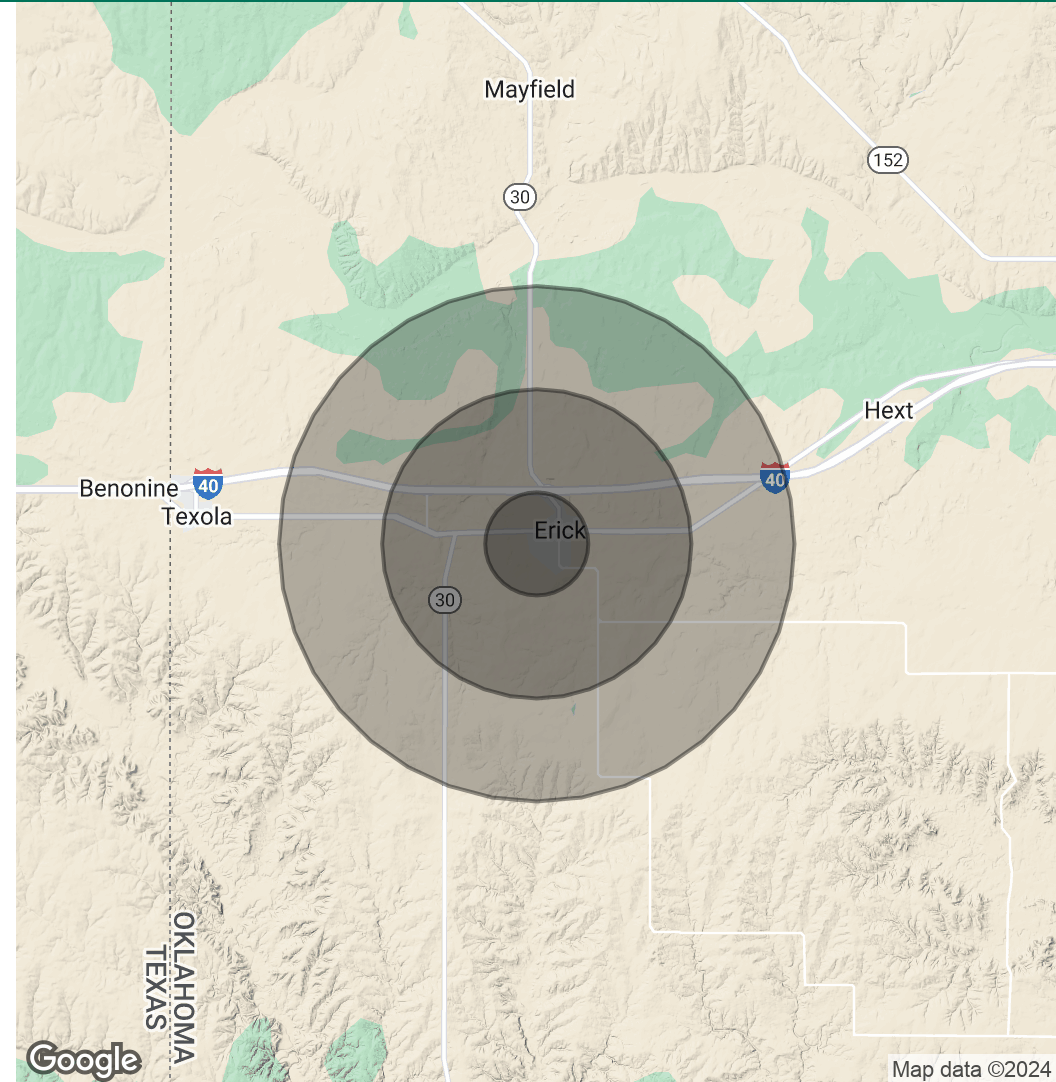 Mayfield
152
30
Hext
40
40
Benonine
Texola
Erick
30
OKLAHOMA
TEXAS
Google
Map data ©2024